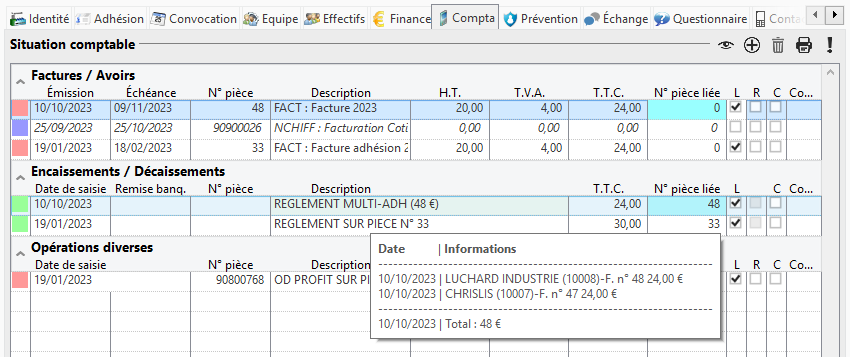 Identité Adhésion Convocation Equipe Effectifs Finance Compta Prévention Échange Questionnaire Conta
Situation comptable
Factures / Avoirs
Émission Échéance N° pièce Description H.T. T.V.A. T.T.C. N° pièce liée L R C Co...
10/10/2023 09/11/2023 48 FACT : Facture 2023 20,00 4,00 24,00 0
25/09/2023 25/10/2023 90900026 NCHIFF : Facturation Coti 0,00 0,00 0,00 0
19/01/2023 18/02/2023 33 FACT : Facture adhésion 2 20,00 4,00 24,00 0
Encaissements / Décaissements
Date de saisie Remise banq. N° pièce Description T.T.C. N° pièce liée L R C Co...
10/10/2023 REGLEMENT MULTI-ADH (48 €) 24,00 48
19/01/2023 REGLEMENT SUR PIECE N° 33 30,00 33
Opérations diverses
Date de saisie N° pièce Des L R C Co...
19/01/2023 90800768 OD PROFIT SUR PI
Date | Informations
10/10/2023 | LUCHARD INDUSTRIE (10008)-F. n° 48 24,00 €
10/10/2023 | CHRISLIS (10007)-F. n° 47 24,00 €
10/10/2023 | Total : 48 €